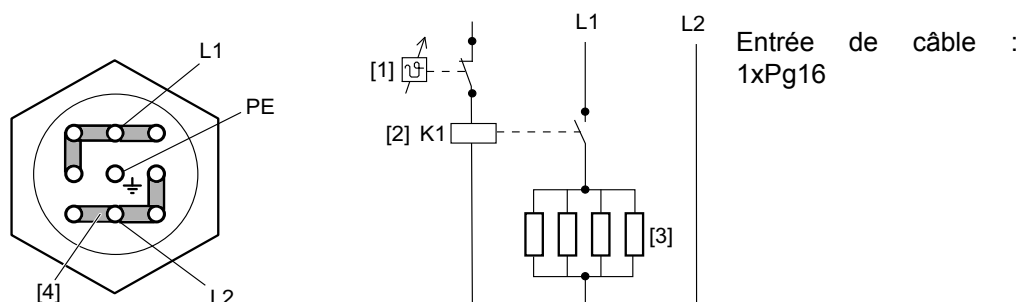 L1
PE
[4]
L2
[1]
ϑ
[2] K1
L1
[3]
L2
Entrée de câble :
1xPg16